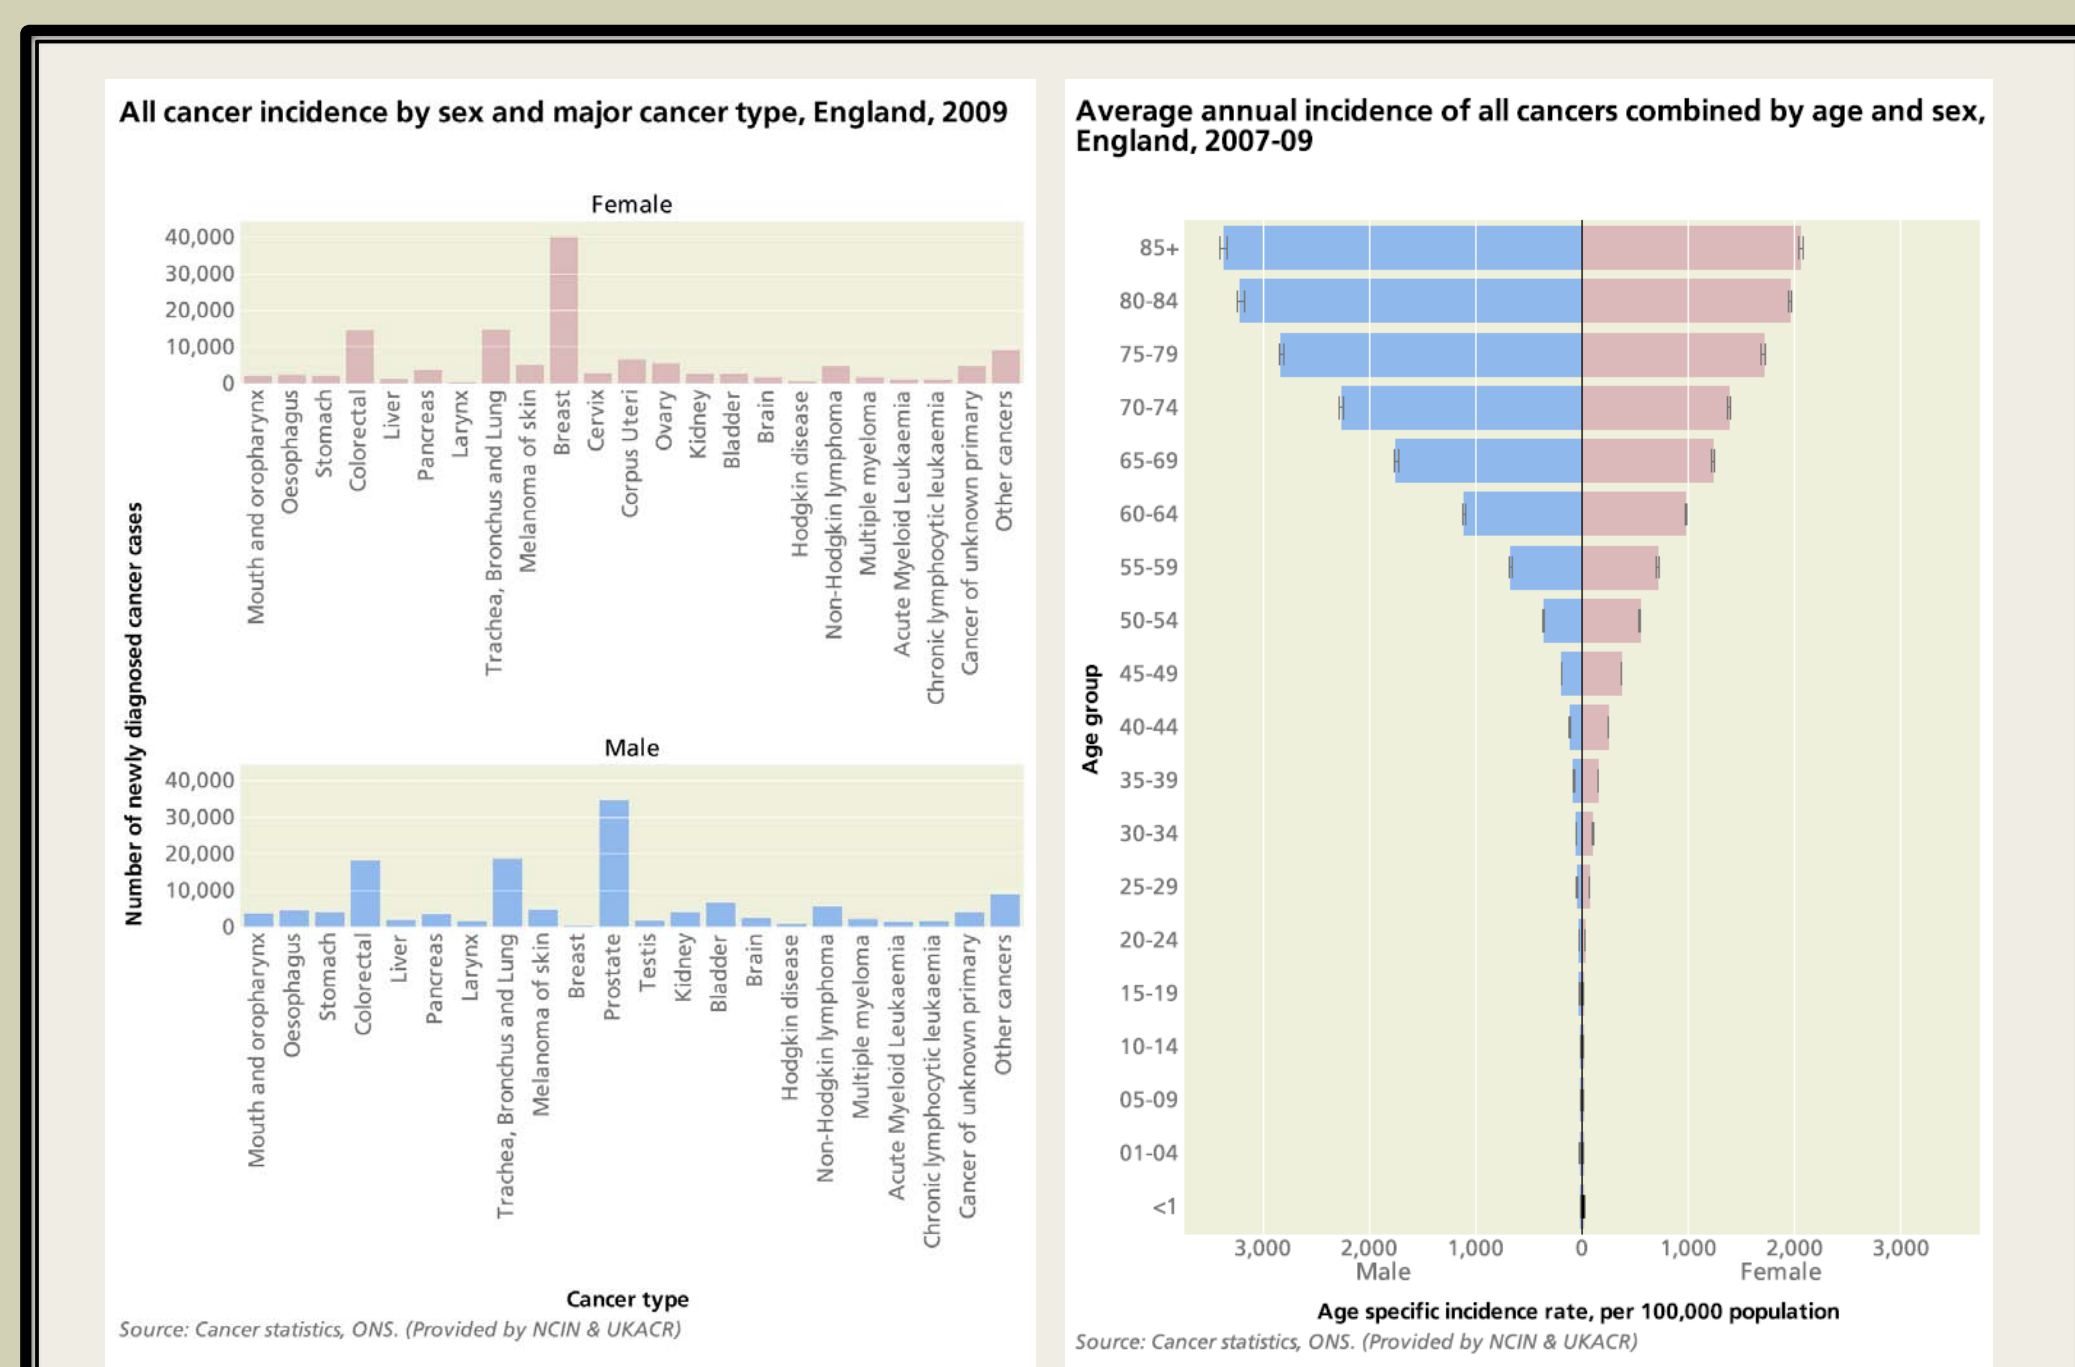 All cancer incidence by sex and major cancer type, England, 2009
Number of newly diagnosed cancer cases
Female
40,000
30,000
20,000
10,000
0
Mouth and oropharynx
Oesophagus
Stomach
Colorectal
Liver
Pancreas
Larynx
Trachea, Bronchus and Lung
Melanoma of skin
Breast
Cervix
Corpus Uteri
Ovary
Kidney
Bladder
Brain
Hodgkin disease
Non-Hodgkin lymphoma
Multiple myeloma
Acute Myeloid Leukaemia
Chronic lymphocytic leukaemia
Cancer of unknown primary
Other cancers
Male
40,000
30,000
20,000
10,000
0
Mouth and oropharynx
Oesophagus
Stomach
Colorectal
Liver
Pancreas
Larynx
Trachea, Bronchus and Lung
Melanoma of skin
Breast
Prostate
Testis
Kidney
Bladder
Brain
Hodgkin disease
Non-Hodgkin lymphoma
Multiple myeloma
Acute Myeloid Leukaemia
Chronic lymphocytic leukaemia
Cancer of unknown primary
Other cancers
Cancer type
Source: Cancer statistics, ONS. (Provided by NCIN & UKACR)
Average annual incidence of all cancers combined by age and sex,
England, 2007-09
Age group
85+
80-84
75-79
70-74
65-69
60-64
55-59
50-54
45-49
40-44
35-39
30-34
25-29
20-24
15-19
10-14
05-09
01-04
<1
3,000 2,000 1,000 0 1,000 2,000 3,000
Male Female
Age specific incidence rate, per 100,000 population
Source: Cancer statistics, ONS. (Provided by NCIN & UKACR)